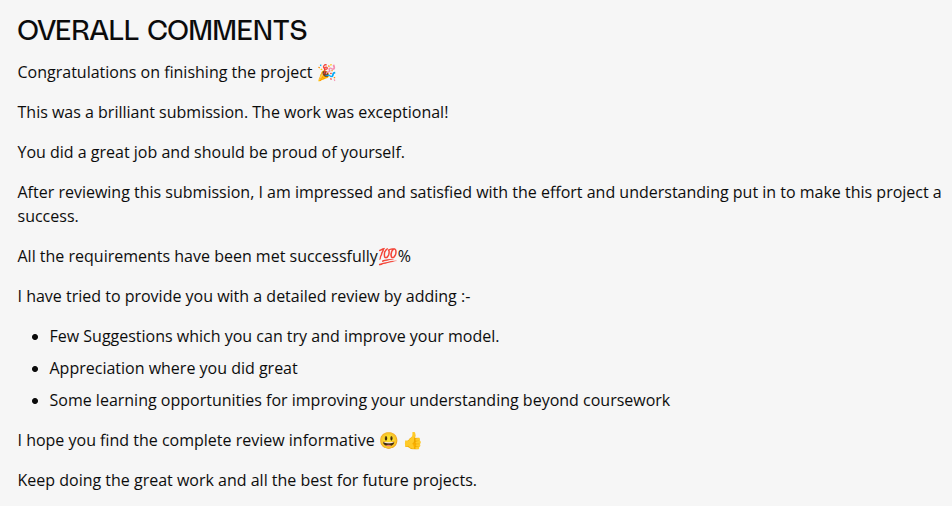 OVERALL COMMENTS
Congratulations on finishing the project 🎉
This was a brilliant submission. The work was exceptional!
You did a great job and should be proud of yourself.
After reviewing this submission, I am impressed and satisfied with the effort and understanding put in to make this project a
success.
All the requirements have been met successfully💯%
I have tried to provide you with a detailed review by adding :-
• Few Suggestions which you can try and improve your model.
• Appreciation where you did great
• Some learning opportunities for improving your understanding beyond coursework
I hope you find the complete review informative 😃 👍
Keep doing the great work and all the best for future projects.